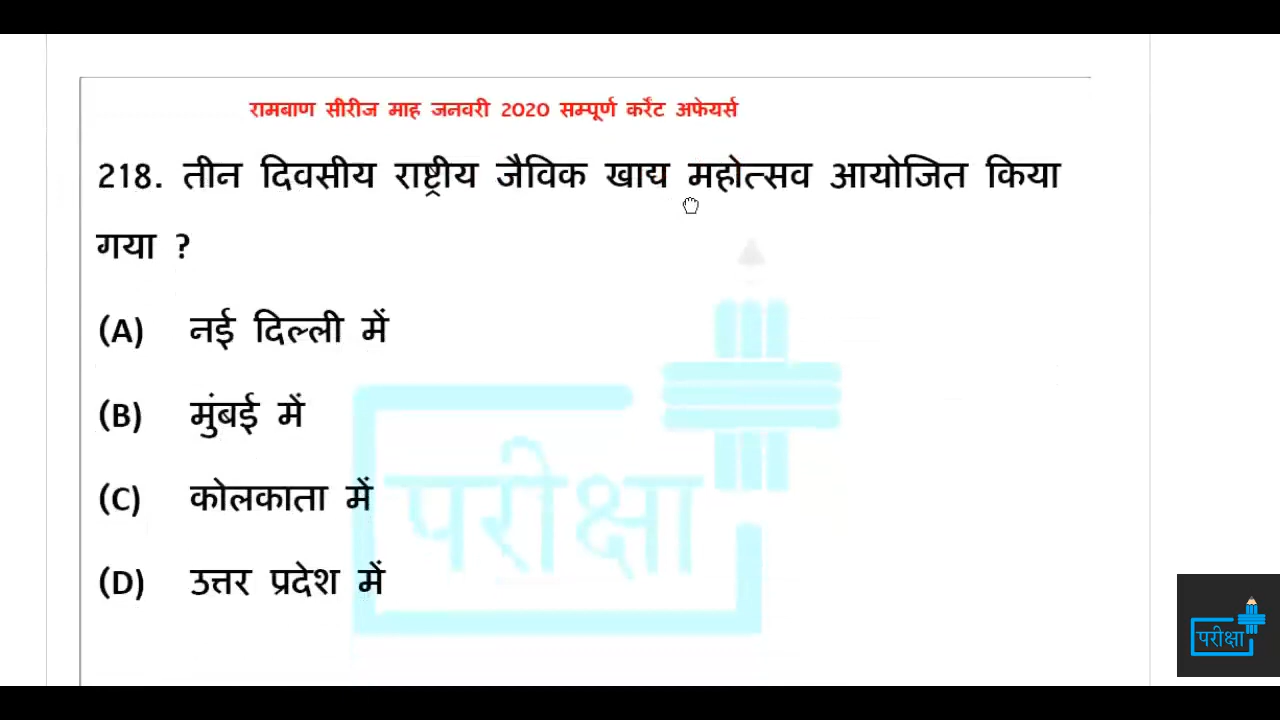 रामबाण सीरीज माह जनवरी 2020 सम्पूर्ण करेंट अफेयर्स
218. तीन दिवसीय राष्ट्रीय जैविक खाद्य महोत्सव आयोजित किया
गया ?
(A) नई दिल्ली में
(B) मुंबई में
(C) कोलकाता में
(D) उत्तर प्रदेश में
परीक्षा
परीक्षा